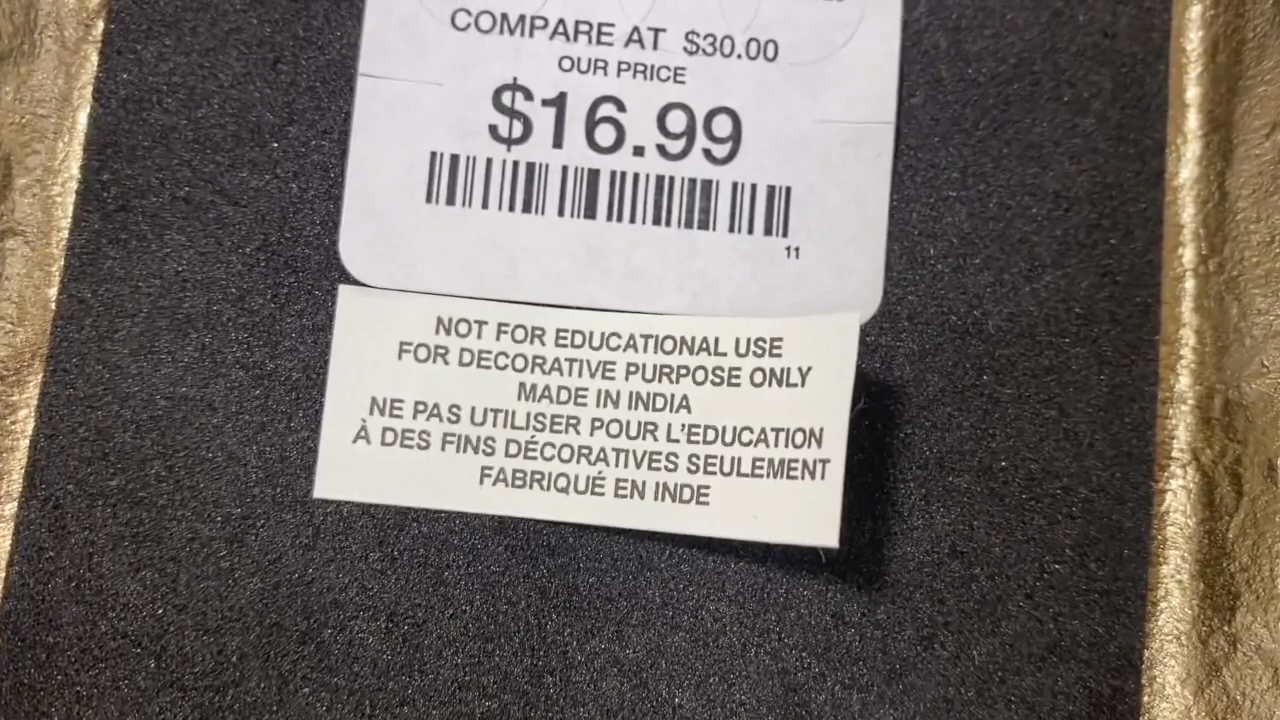 COMPARE AT $30.00
OUR PRICE
$16.99
11
NOT FOR EDUCATIONAL USE
FOR DECORATIVE PURPOSE ONLY
MADE IN INDIA
NE PAS UTILISER POUR L'EDUCATION
À DES FINS DÉCORATIVES SEULEMENT
FABRIQUÉ EN INDE